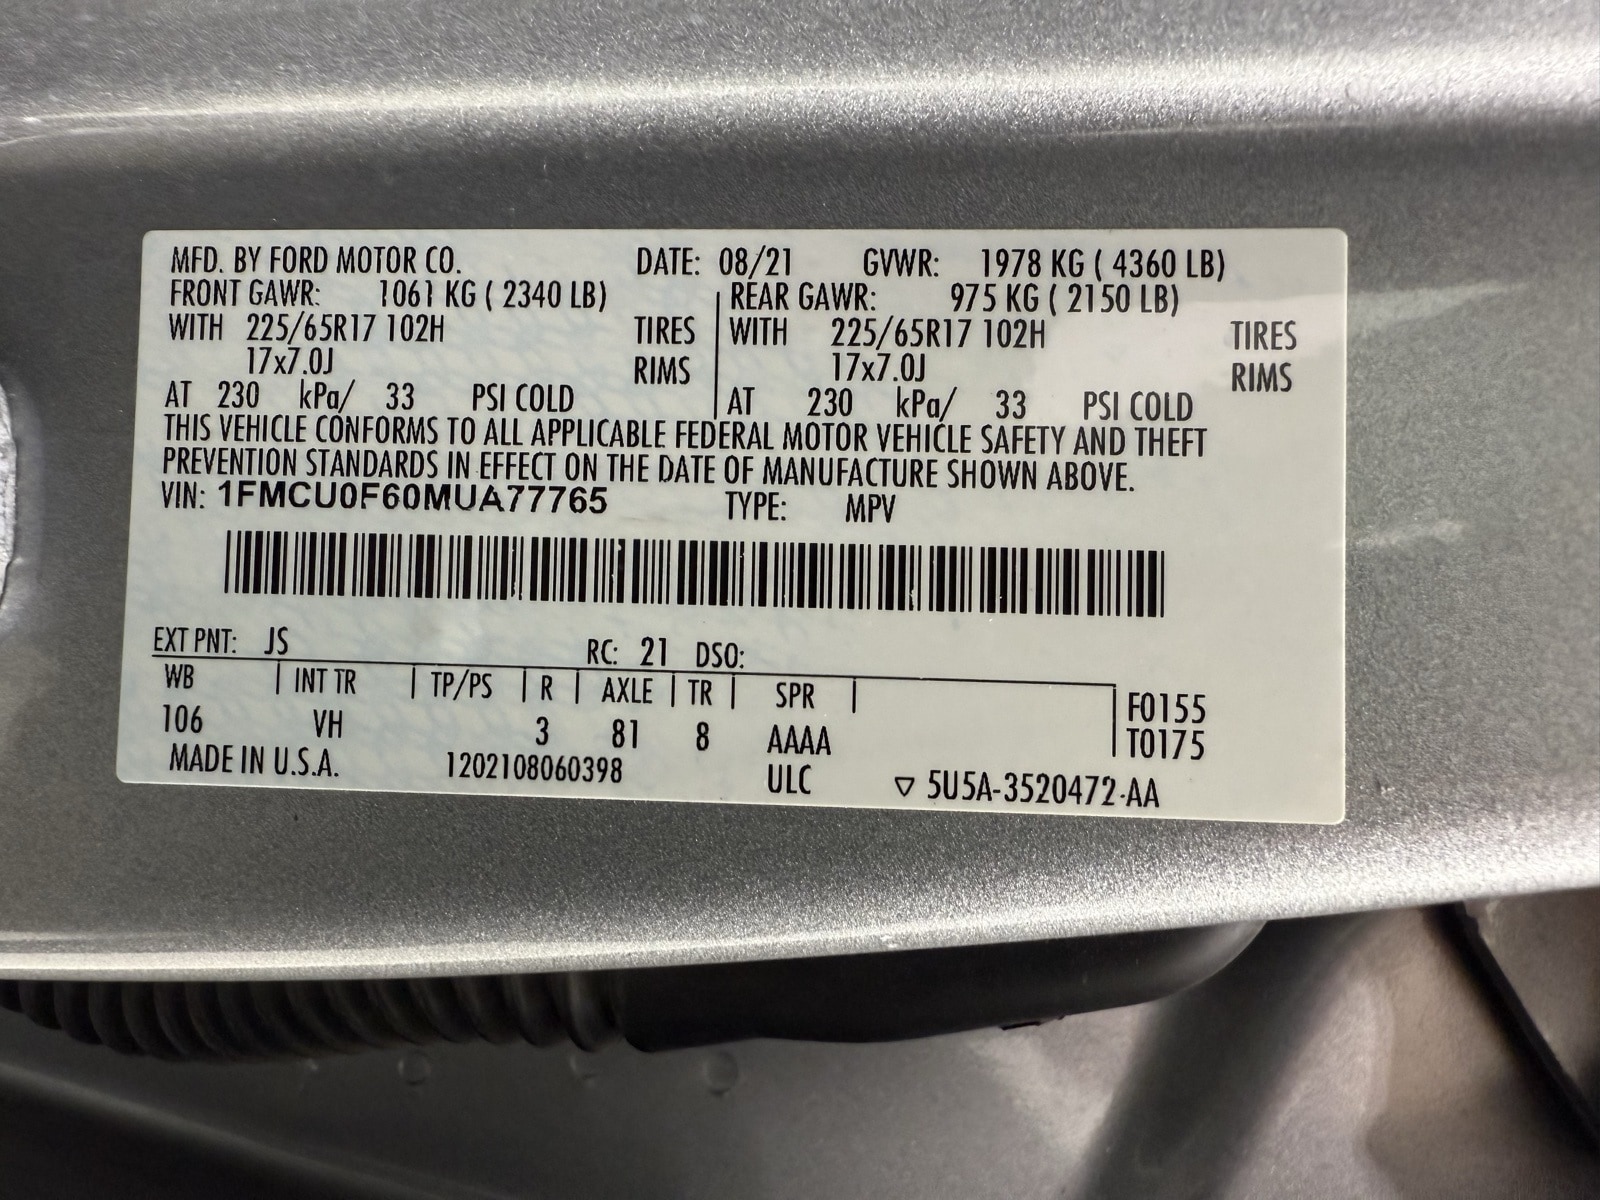 MFD. BY FORD MOTOR CO. DATE: 08/21 GVWR: 1978 KG ( 4360 LB)
FRONT GAWR: 1061 KG ( 2340 LB) REAR GAWR: 975 KG ( 2150 LB)
WITH 225/65R17 102H TIRES WITH 225/65R17 102H TIRES
17x7.0J RIMS 17x7.0J RIMS
AT 230 kPa/ 33 PSI COLD AT 230 kPa/ 33 PSI COLD
THIS VEHICLE CONFORMS TO ALL APPLICABLE FEDERAL MOTOR VEHICLE SAFETY AND THEFT
PREVENTION STANDARDS IN EFFECT ON THE DATE OF MANUFACTURE SHOWN ABOVE.
VIN: 1FMCU0F60MUA77765 TYPE: MPV
EXT PNT: JS RC: 21 DSO:
WB INT TR TP/PS R AXLE TR SPR F0155
106 VH 3 81 8 AAAA T0175
MADE IN U.S.A. 1202108060398 ULC ▽ 5U5A-3520472-AA